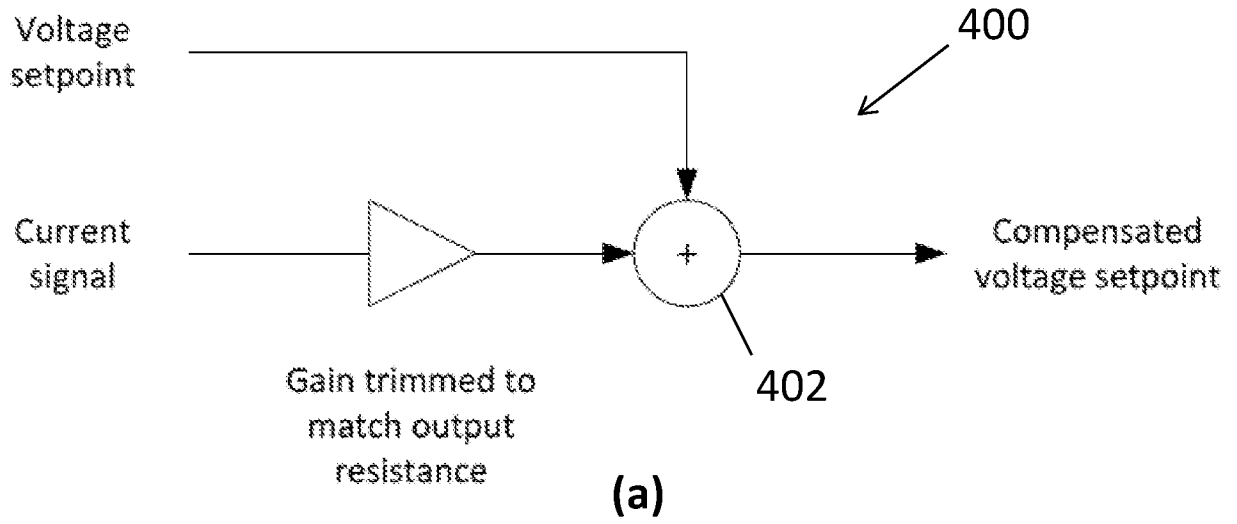 Voltage
setpoint
400
Current
signal
+
Compensated
voltage setpoint
402
Gain trimmed to
match output
resistance
(a)